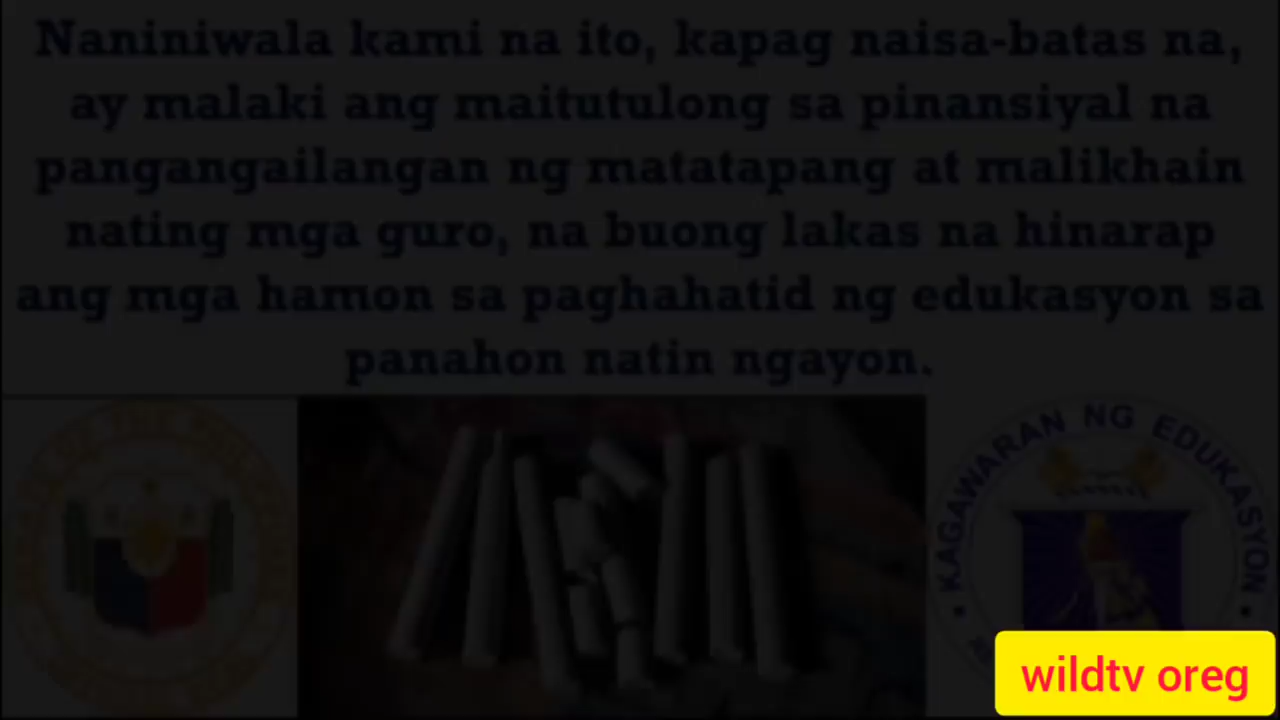 Naniniwala kami na ito, kapag naisa-batas na,
ay malaki ang maitutulong sa pinansiyal na
pangangailangan ng matatapang at malikhain
nating mga guro, na buong lakas na hinarap
ang mga hamon sa paghahatid ng edukasyon sa
panahon natin ngayon.
KAGAWARAN NG EDUKASYON
wildtv oreg